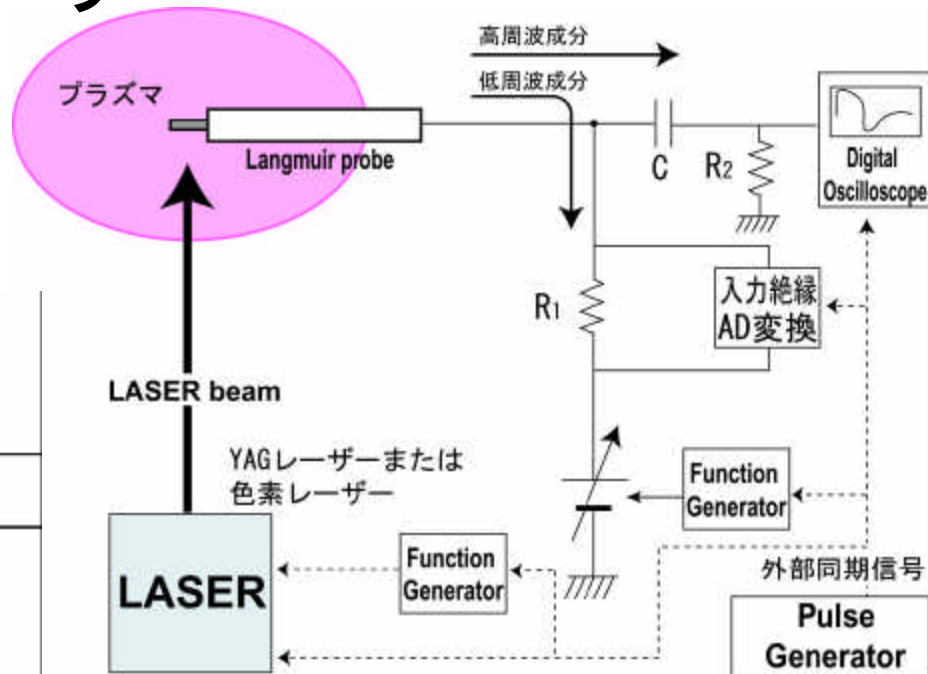 高周波成分
低周波成分
プラズマ
Langmuir probe
C
R2
Digital
Oscilloscope
R1
入力絶縁
AD変換
LASER beam
YAGレーザーまたは
色素レーザー
Function
Generator
LASER
Function
Generator
外部同期信号
Pulse
Generator